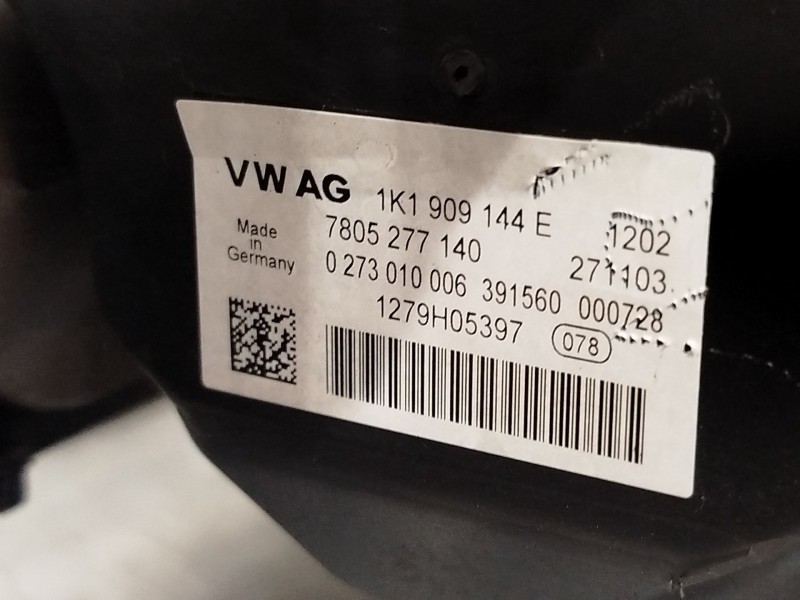 VW AG 1K1 909 144 E 1202
Made in Germany
7805 277 140 271103
0 273 010 006 391560 000728
1279H05397 078